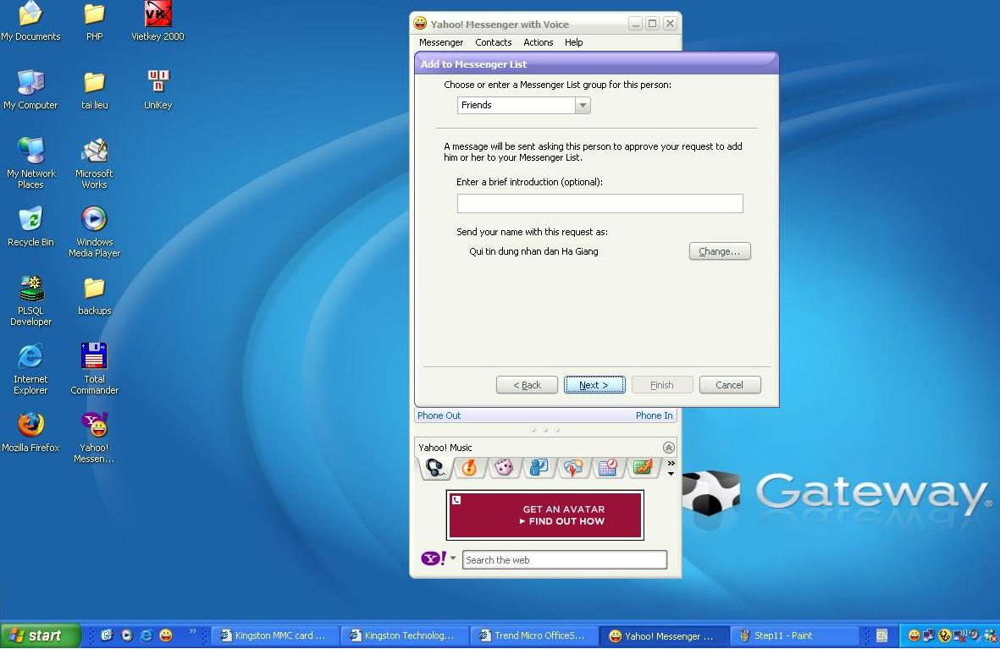 My Documents
PHP
Vietkey 2000
My Computer
tai lieu
UniKey
My Network
Places
Microsoft
Works
Recycle Bin
Windows
Media Player
PLSQL
Developer
backups
Internet
Explorer
Total
Commander
Mozilla Firefox
Yahoo!
Messen...
Yahoo! Messenger with Voice
Messenger Contacts Actions Help
Add to Messenger List
Choose or enter a Messenger List group for this person:
Friends
A message will be sent asking this person to approve your request to add
him or her to your Messenger List.
Enter a brief introduction (optional):
Send your name with this request as:
Qui tin dung nhan dan Ha Giang
Change...
< Back Next > Finish Cancel
Phone Out Phone In
Yahoo! Music
GET AN AVATAR
► FIND OUT HOW
Y! Search the web
Gateway
start
Kingston MMC card ...
Kingston Technolog...
Trend Micro OfficeS...
Yahoo! Messenger ...
Step11 - Paint
EN